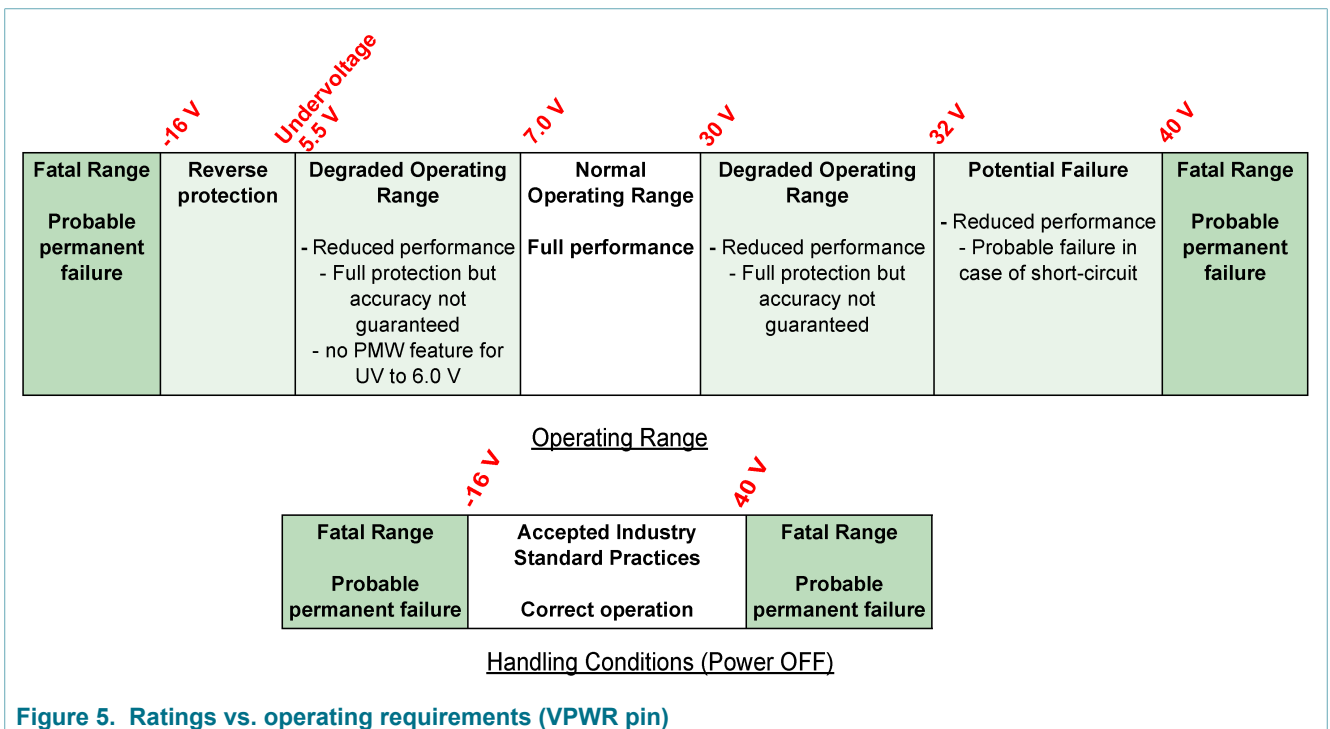 -16 V
Undervoltage
5.5 V
7.0 V
30 V
32 V
40 V
Fatal Range
Probable
permanent
failure
Reverse
protection
Degraded Operating
Range
- Reduced performance
- Full protection but
accuracy not
guaranteed
- no PMW feature for
UV to 6.0 V
Normal
Operating Range
Full performance
Degraded Operating
Range
- Reduced performance
- Full protection but
accuracy not
guaranteed
Potential Failure
- Reduced performance
- Probable failure in
case of short-circuit
Fatal Range
Probable
permanent
failure
Operating Range
-16 V
40 V
Fatal Range
Probable
permanent failure
Accepted Industry
Standard Practices
Correct operation
Fatal Range
Probable
permanent failure
Handling Conditions (Power OFF)
Figure 5. Ratings vs. operating requirements (VPWR pin)